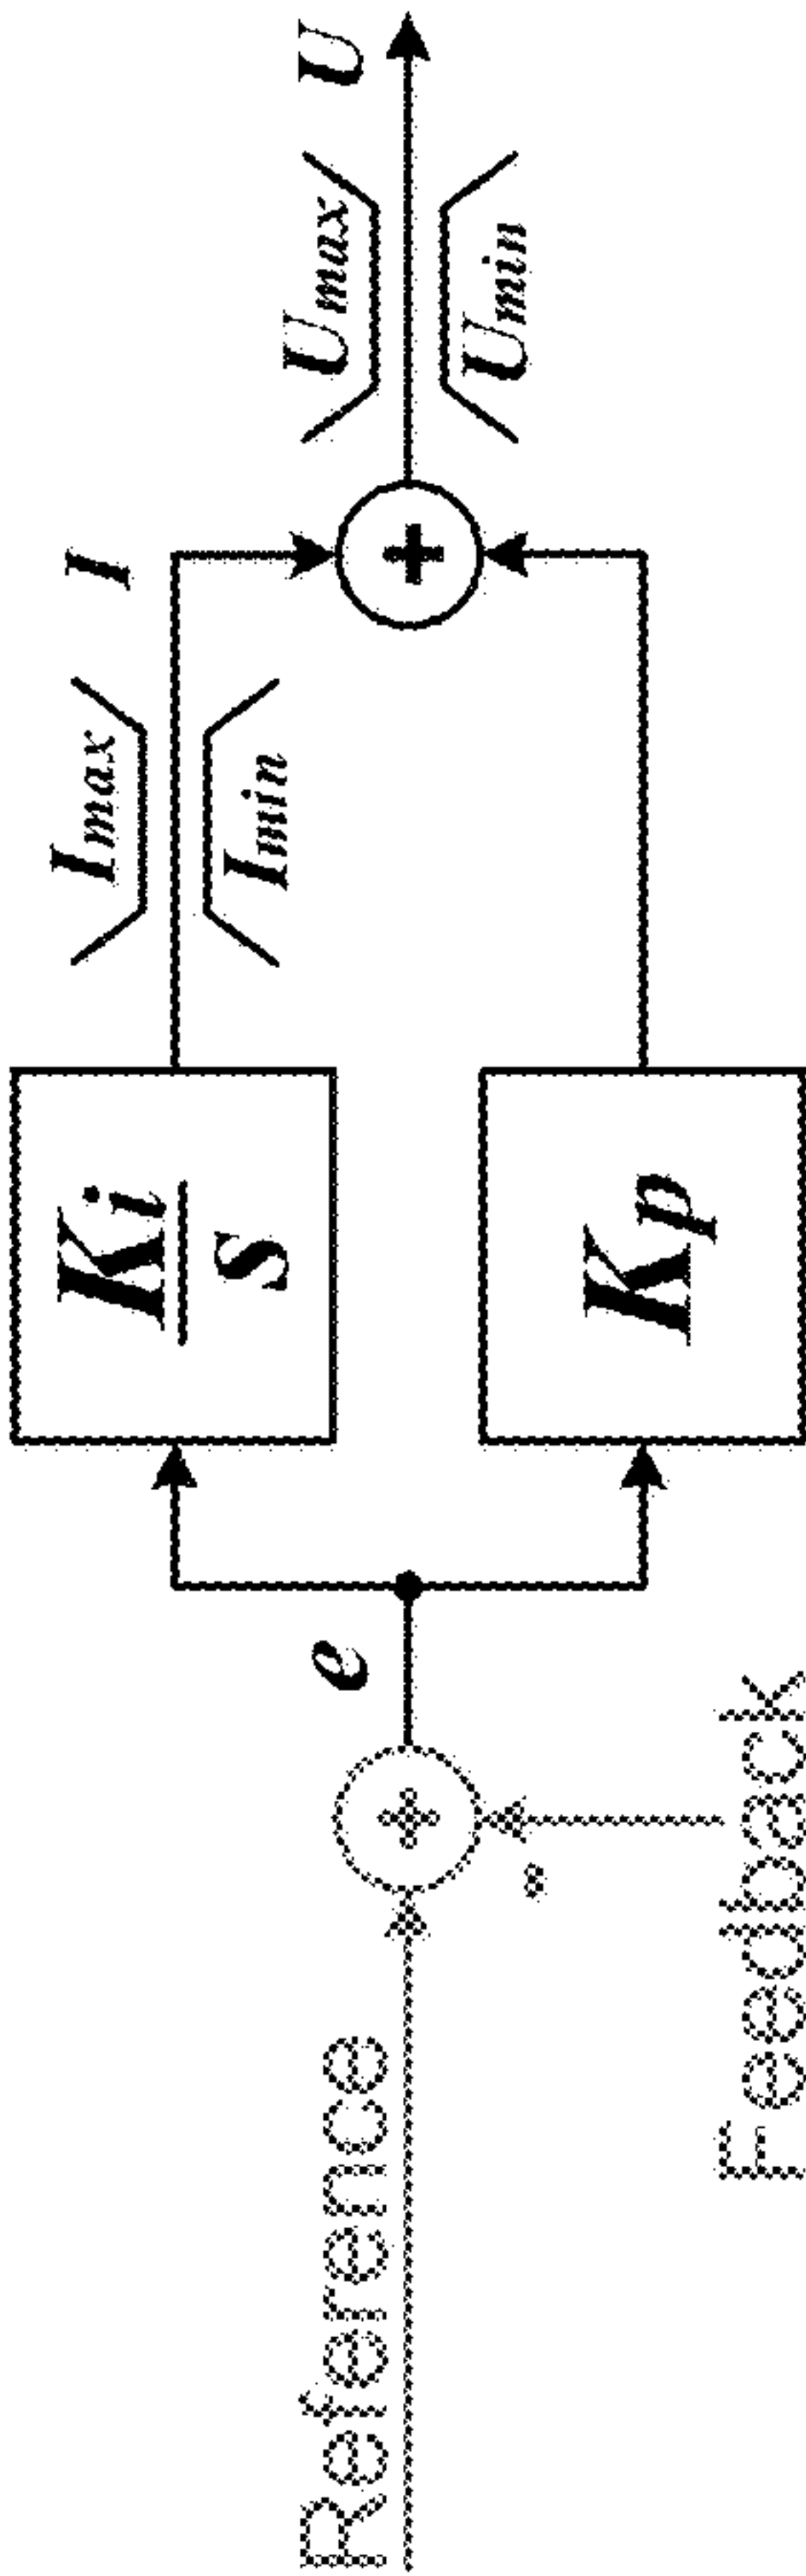 Reference
+
-
Feedback
e
Ki
S
Kp
Imax
Imin
I
+
Umax
Umin
U